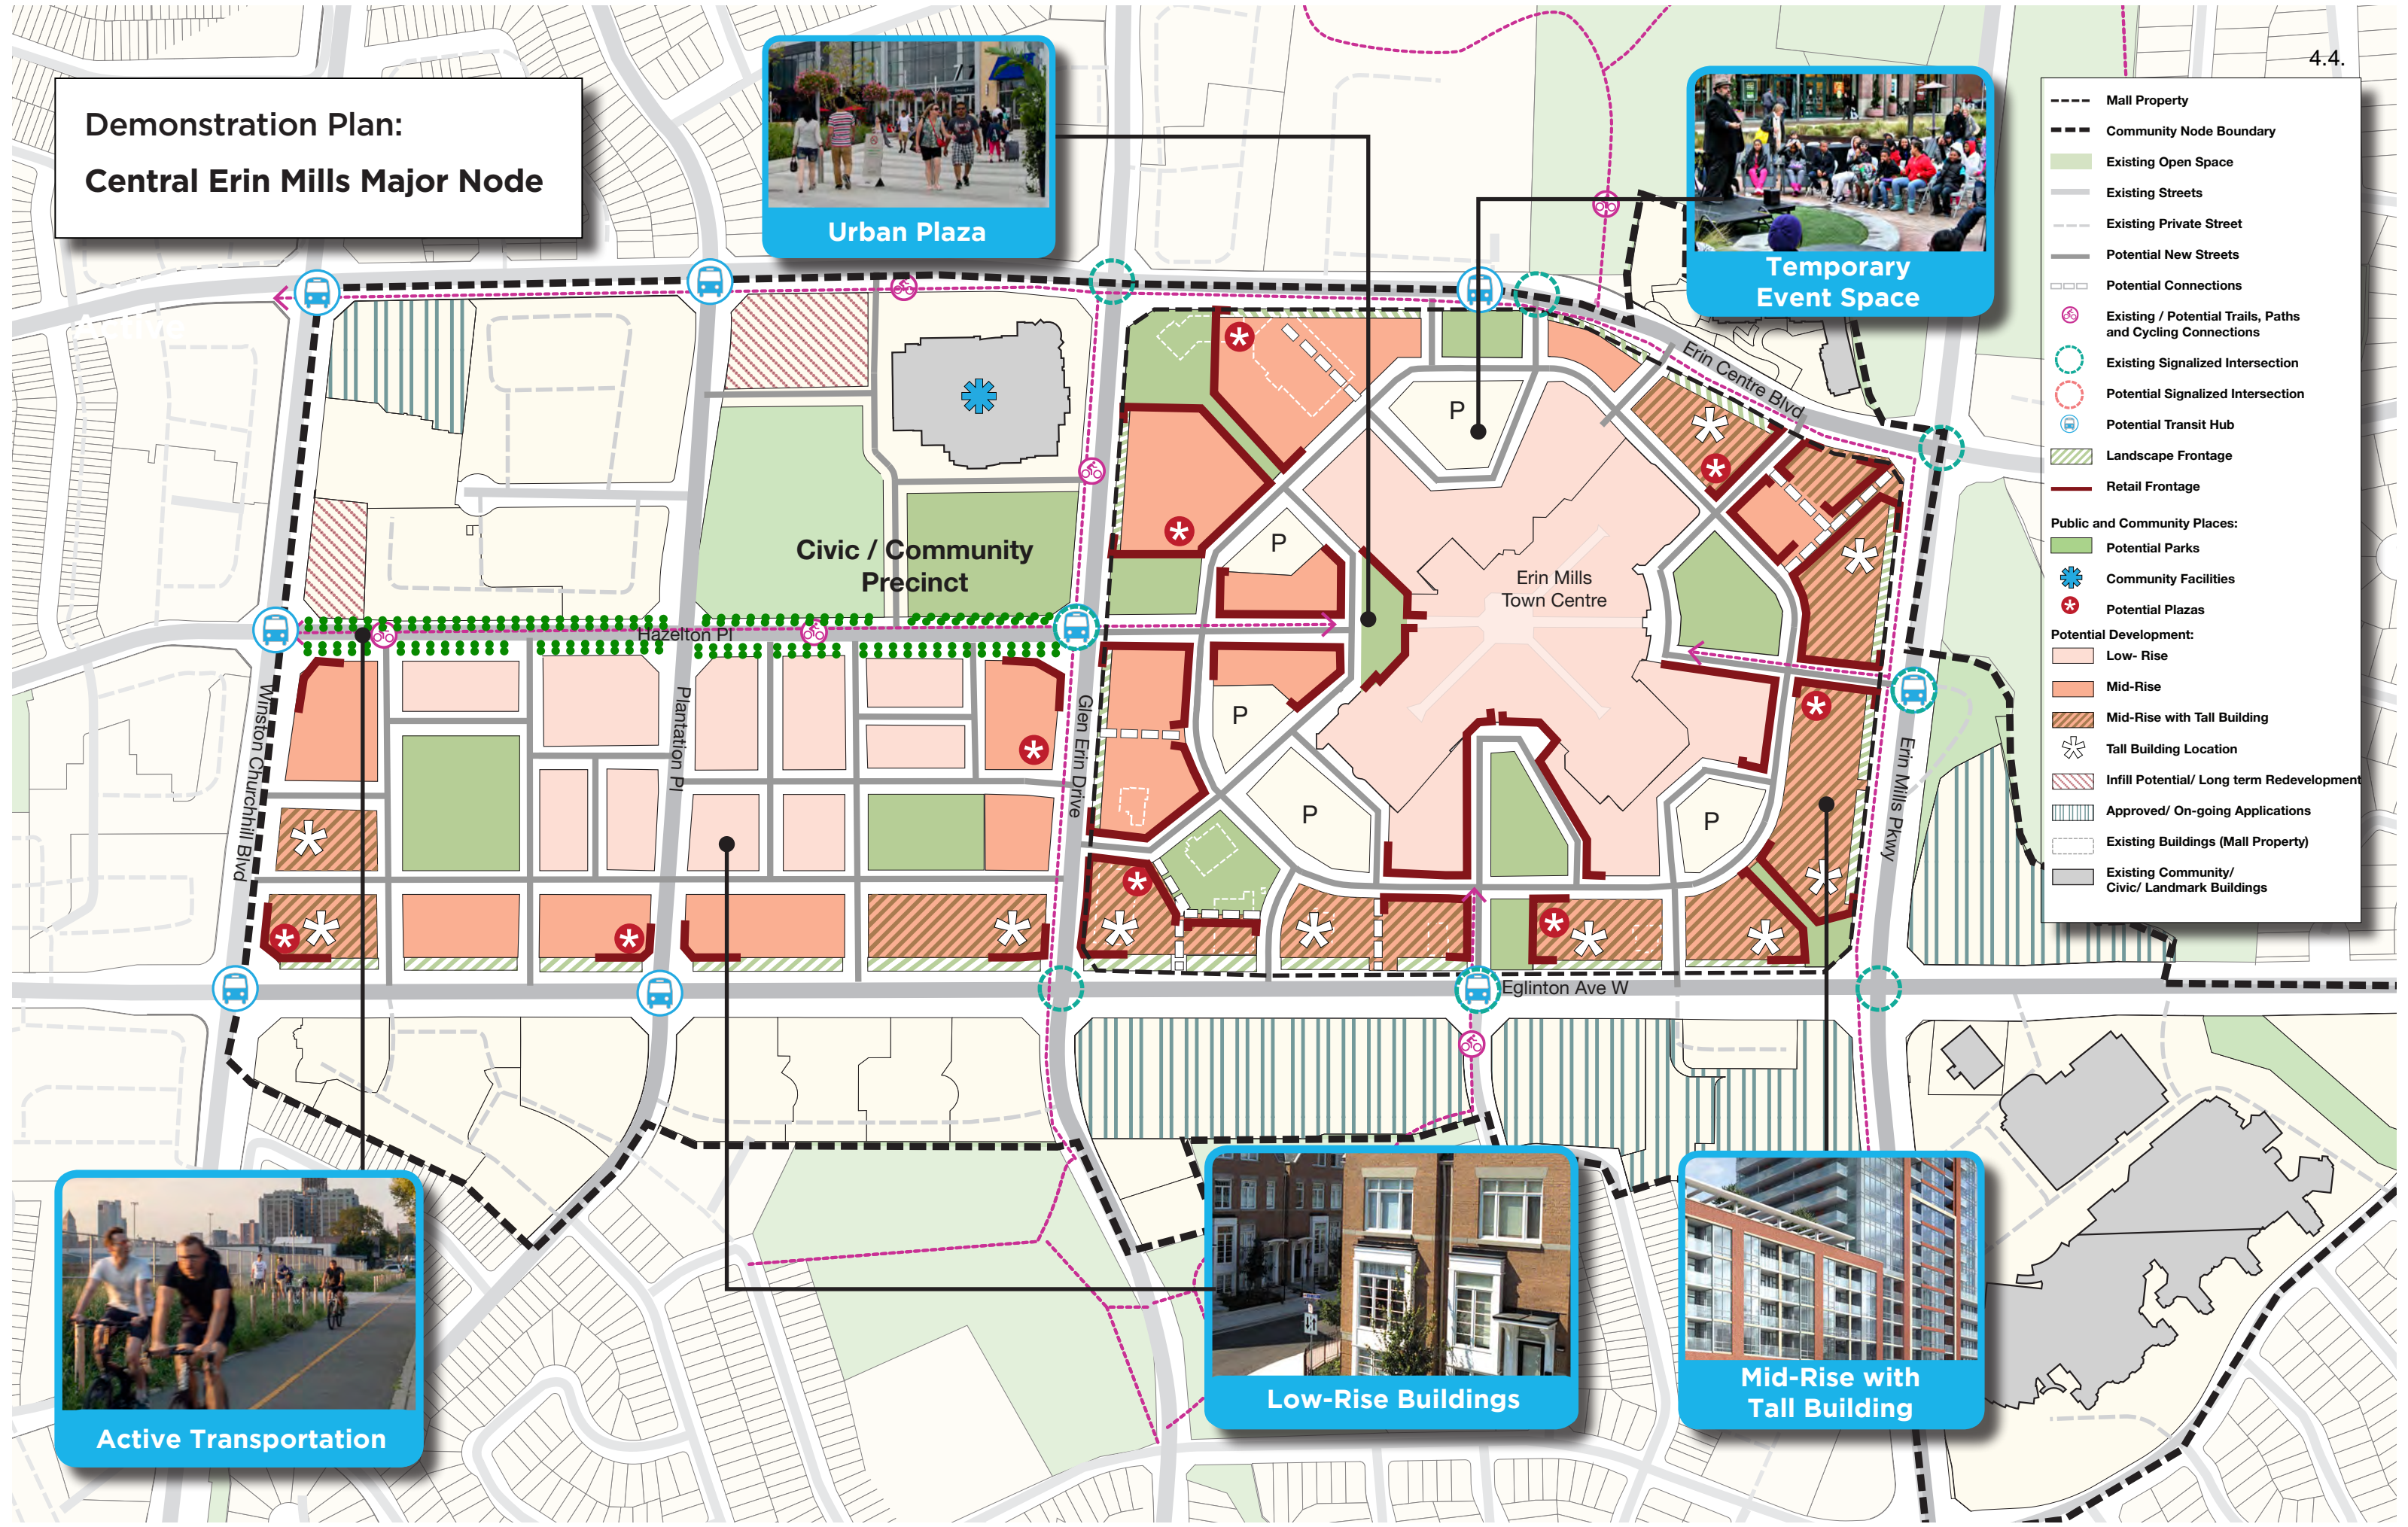 4.4.
Demonstration Plan:
Central Erin Mills Major Node
Urban Plaza
Temporary
Event Space
Mall Property
Community Node Boundary
Existing Open Space
Existing Streets
Existing Private Street
Potential New Streets
Potential Connections
Existing / Potential Trails, Paths
and Cycling Connections
Existing Signalized Intersection
Potential Signalized Intersection
Potential Transit Hub
Landscape Frontage
Retail Frontage
Public and Community Places:
Potential Parks
Community Facilities
Potential Plazas
Potential Development:
Low- Rise
Mid-Rise
Mid-Rise with Tall Building
Tall Building Location
Infill Potential/ Long term Redevelopment
Approved/ On-going Applications
Existing Buildings (Mall Property)
Existing Community/
Civic/ Landmark Buildings
Active
Erin Centre Blvd
P
P
Civic / Community
Precinct
Erin Mills
Town Centre
Hazelton Pl
Winston Churchhill Blvd
Plantation Pl
Glen Erin Drive
P
P
P
Erin Mills Pkwy
Eglinton Ave W
Active Transportation
Low-Rise Buildings
Mid-Rise with
Tall Building